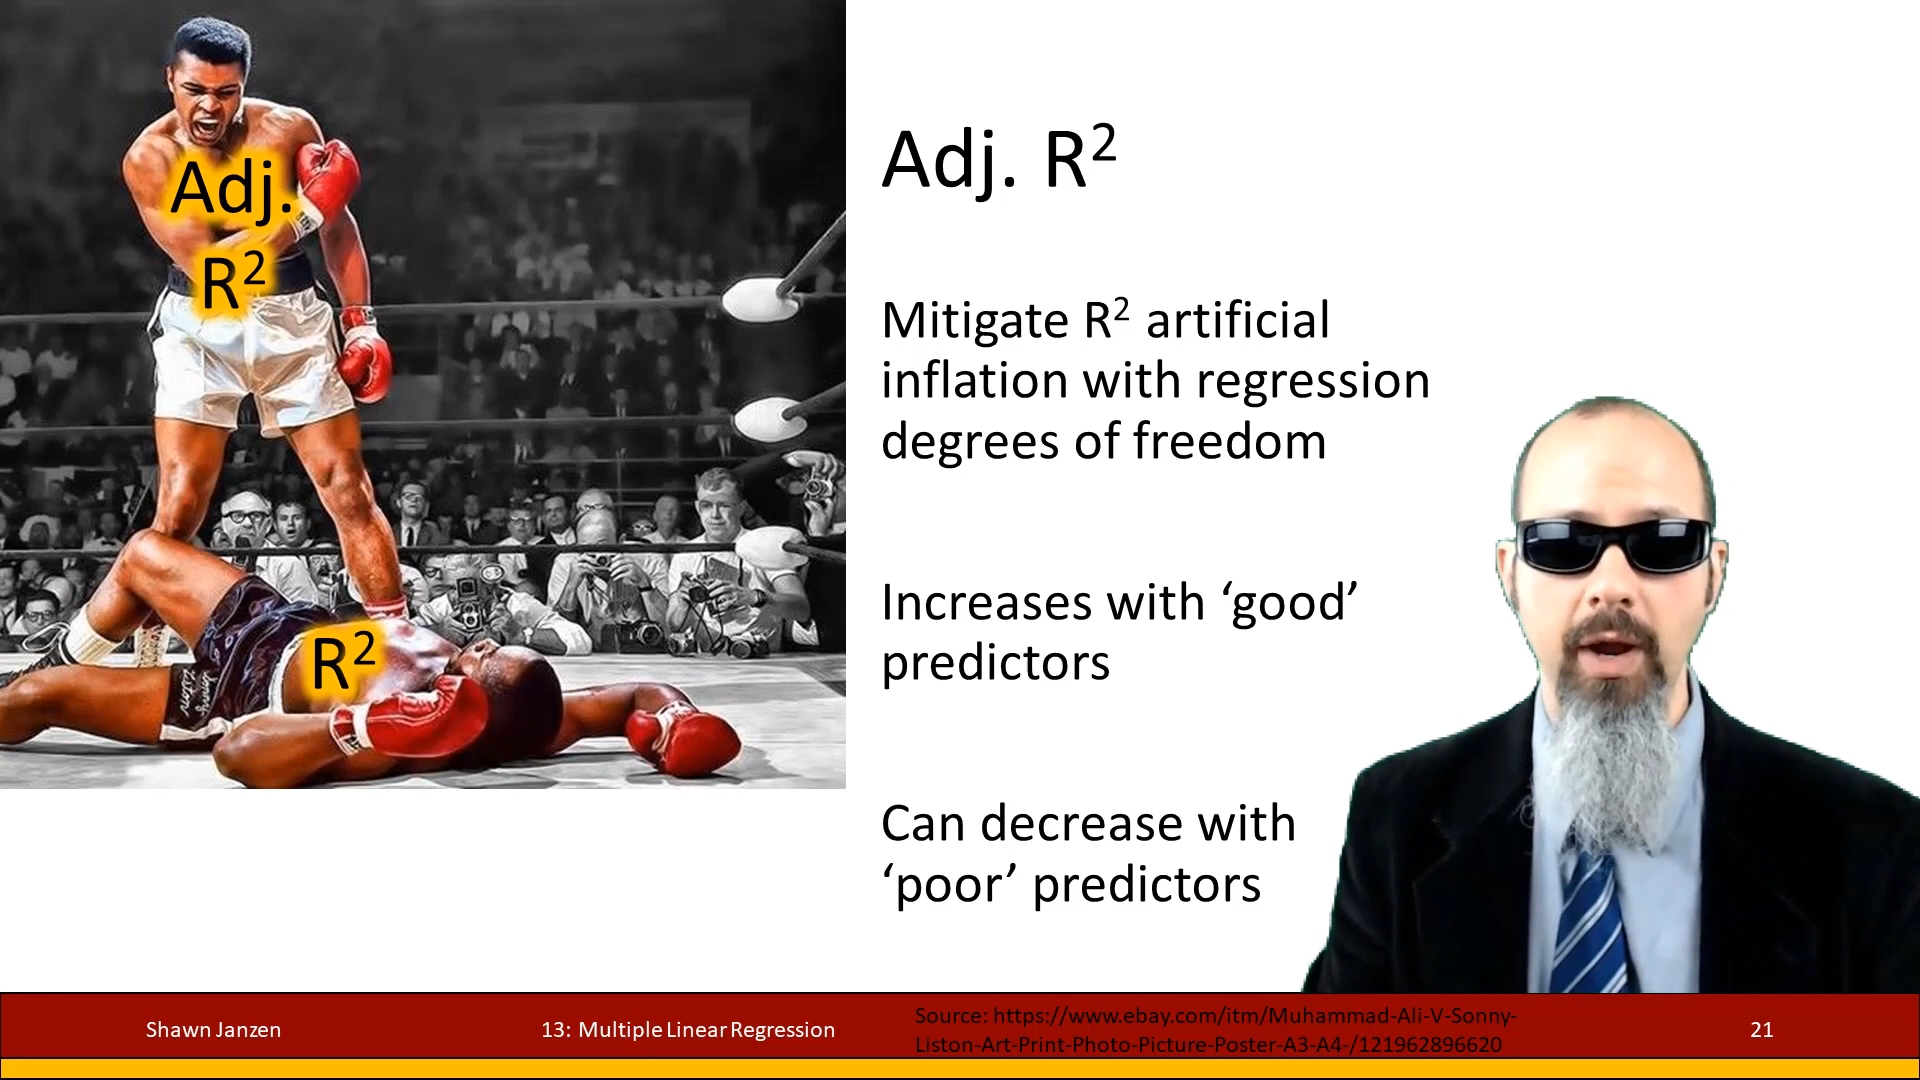 Adj.
R²
R²
Adj. R²
Mitigate R² artificial
inflation with regression
degrees of freedom
Increases with ‘good’
predictors
Can decrease with
‘poor’ predictors
Shawn Janzen
13: Multiple Linear Regression
Source: https://www.ebay.com/itm/Muhammad-Ali-V-Sonny-
Liston-Art-Print-Photo-Picture-Poster-A3-A4-/121962896620
21